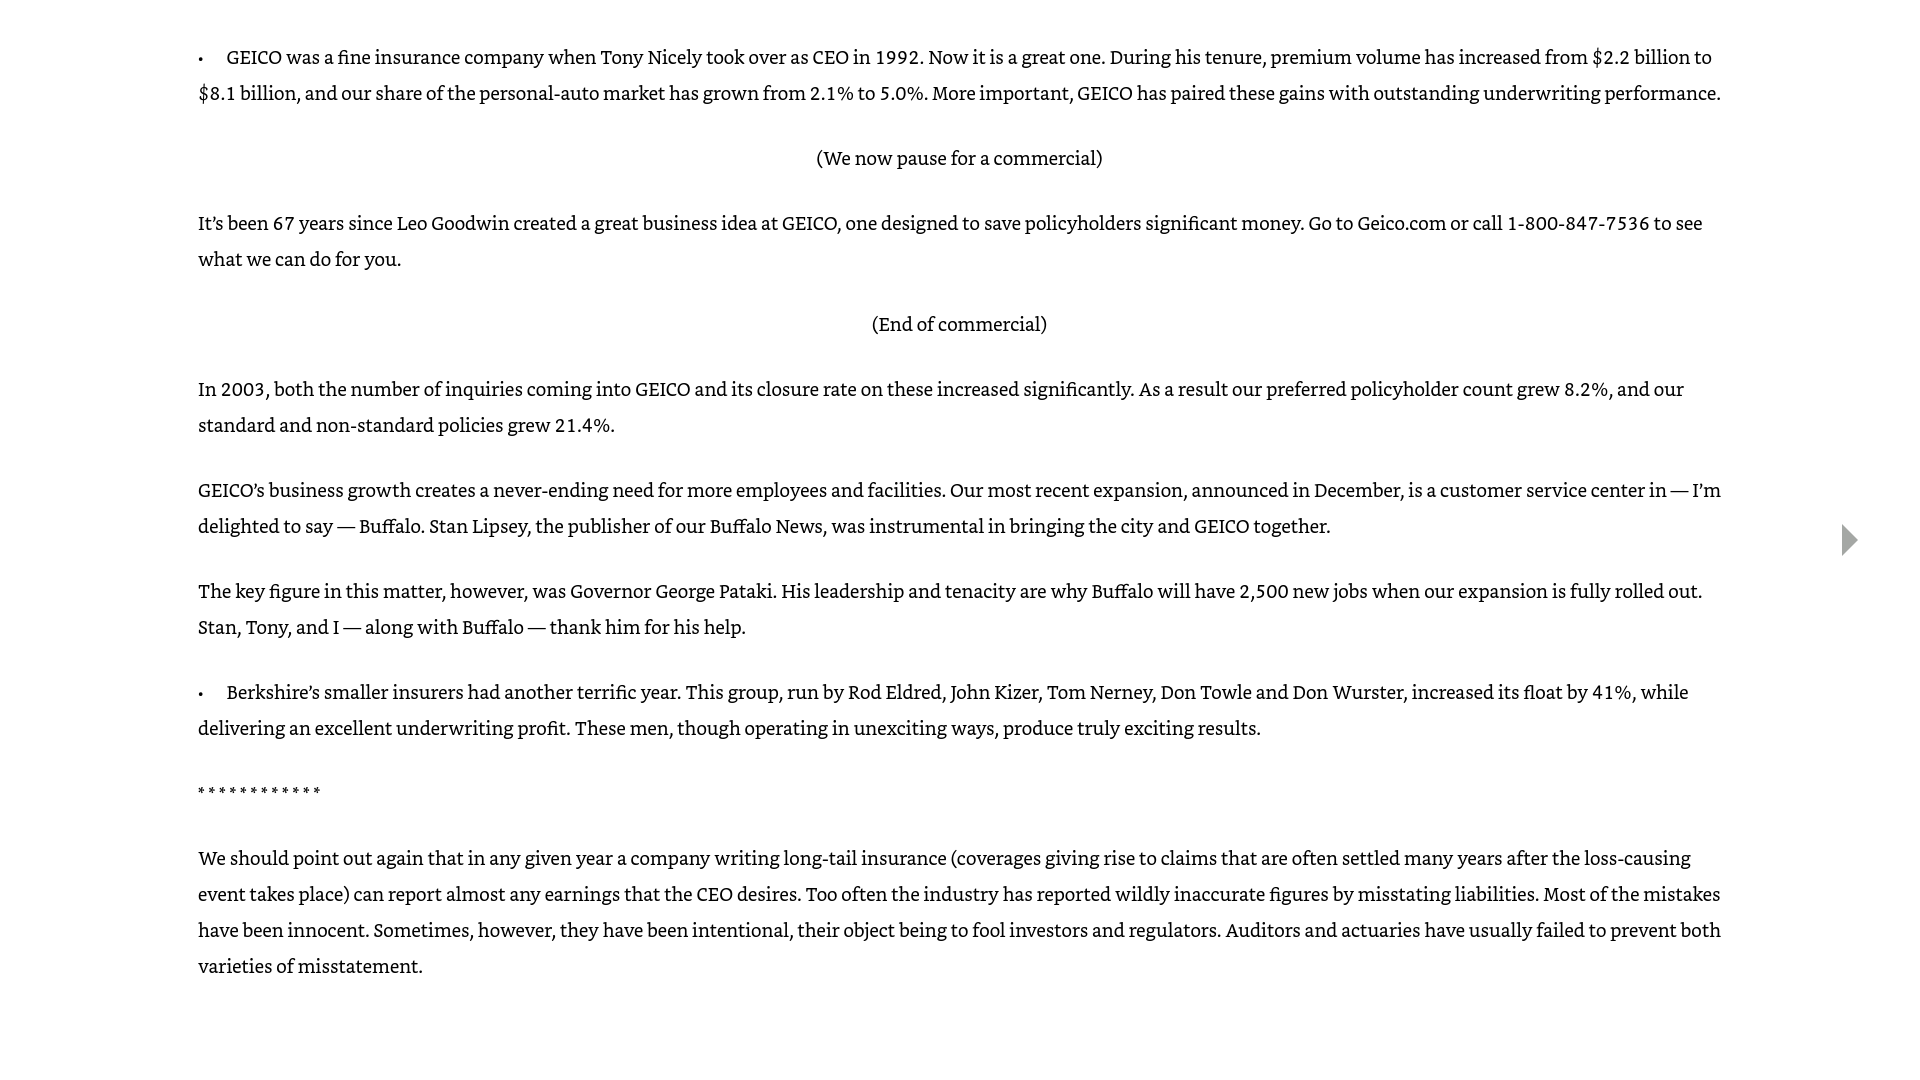 • GEICO was a fine insurance company when Tony Nicely took over as CEO in 1992. Now it is a great one. During his tenure, premium volume has increased from $2.2 billion to
$8.1 billion, and our share of the personal-auto market has grown from 2.1% to 5.0%. More important, GEICO has paired these gains with outstanding underwriting performance.
(We now pause for a commercial)
It’s been 67 years since Leo Goodwin created a great business idea at GEICO, one designed to save policyholders significant money. Go to Geico.com or call 1-800-847-7536 to see
what we can do for you.
(End of commercial)
In 2003, both the number of inquiries coming into GEICO and its closure rate on these increased significantly. As a result our preferred policyholder count grew 8.2%, and our
standard and non-standard policies grew 21.4%.
GEICO’s business growth creates a never-ending need for more employees and facilities. Our most recent expansion, announced in December, is a customer service center in — I’m
delighted to say — Buffalo. Stan Lipsey, the publisher of our Buffalo News, was instrumental in bringing the city and GEICO together.
The key figure in this matter, however, was Governor George Pataki. His leadership and tenacity are why Buffalo will have 2,500 new jobs when our expansion is fully rolled out.
Stan, Tony, and I — along with Buffalo — thank him for his help.
• Berkshire’s smaller insurers had another terrific year. This group, run by Rod Eldred, John Kizer, Tom Nerney, Don Towle and Don Wurster, increased its float by 41%, while
delivering an excellent underwriting profit. These men, though operating in unexciting ways, produce truly exciting results.
* * * * * * * * * * * *
We should point out again that in any given year a company writing long-tail insurance (coverages giving rise to claims that are often settled many years after the loss-causing
event takes place) can report almost any earnings that the CEO desires. Too often the industry has reported wildly inaccurate figures by misstating liabilities. Most of the mistakes
have been innocent. Sometimes, however, they have been intentional, their object being to fool investors and regulators. Auditors and actuaries have usually failed to prevent both
varieties of misstatement.